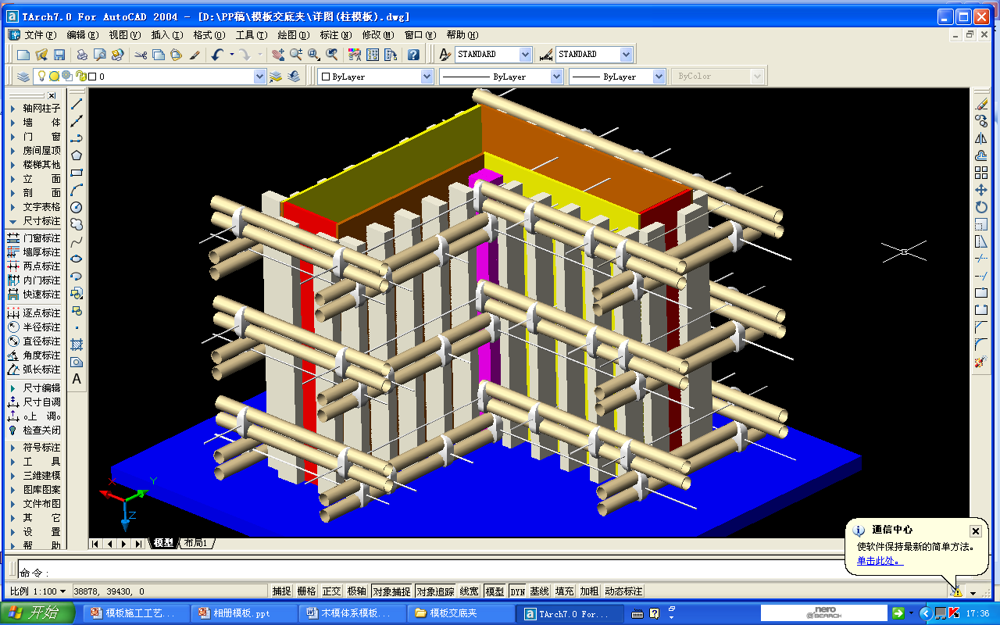 TArch7.0 For AutoCAD 2004 - [D:\PP稿\模板交底夹\详图(柱模板).dwg]
文件(F) 编辑(E) 视图(V) 插入(I) 格式(O) 工具(T) 绘图(D) 标注(N) 修改(M) 窗口(W) 帮助(H)
STANDARD STANDARD
0 ByLayer ByLayer ByLayer ByColor
轴网柱子
墙 体
门 窗
房间屋顶
楼梯其他
立 面
剖 面
文字表格
尺寸标注
门窗标注
墙厚标注
两点标注
内门标注
快速标注
逐点标注
半径标注
直径标注
角度标注
弧长标注
尺寸编辑
尺寸自调
上 调
检查关闭
符号标注
工 具
三维建模
图库图案
文件布图
其 它
设 置
帮 助
A
X Y
Z
模型 布局1
通信中心
使软件保持最新的简单方法。
单击此处。
命令:
比例 1:100 38878, 39430, 0 捕捉 栅格 正交 极轴 对象捕捉 对象追踪 线宽 模型 DYN 基线 填充 加粗 动态标注
开始 模板施工工艺... 相册模板.ppt 木模体系模板... 模板交底夹 TArch7.0 For... nero SEARCH 17:36